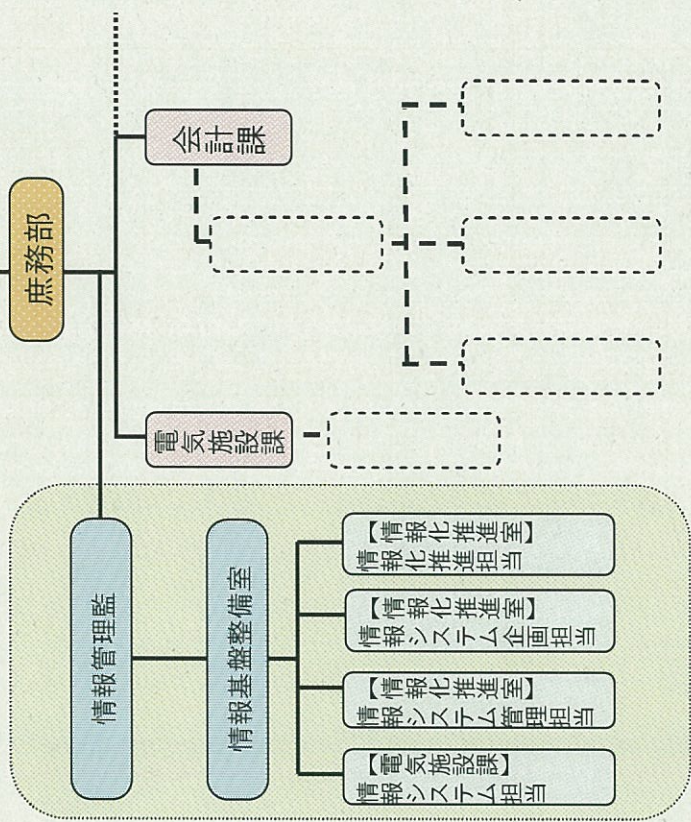 庶務部
会計課
電気施設課
情報管理監
情報基盤整備室
【情報化推進室】
情報化推進担当
【情報化推進室】
情報システム企画担当
【情報化推進室】
情報システム管理担当
【電気施設課】
情報システム担当